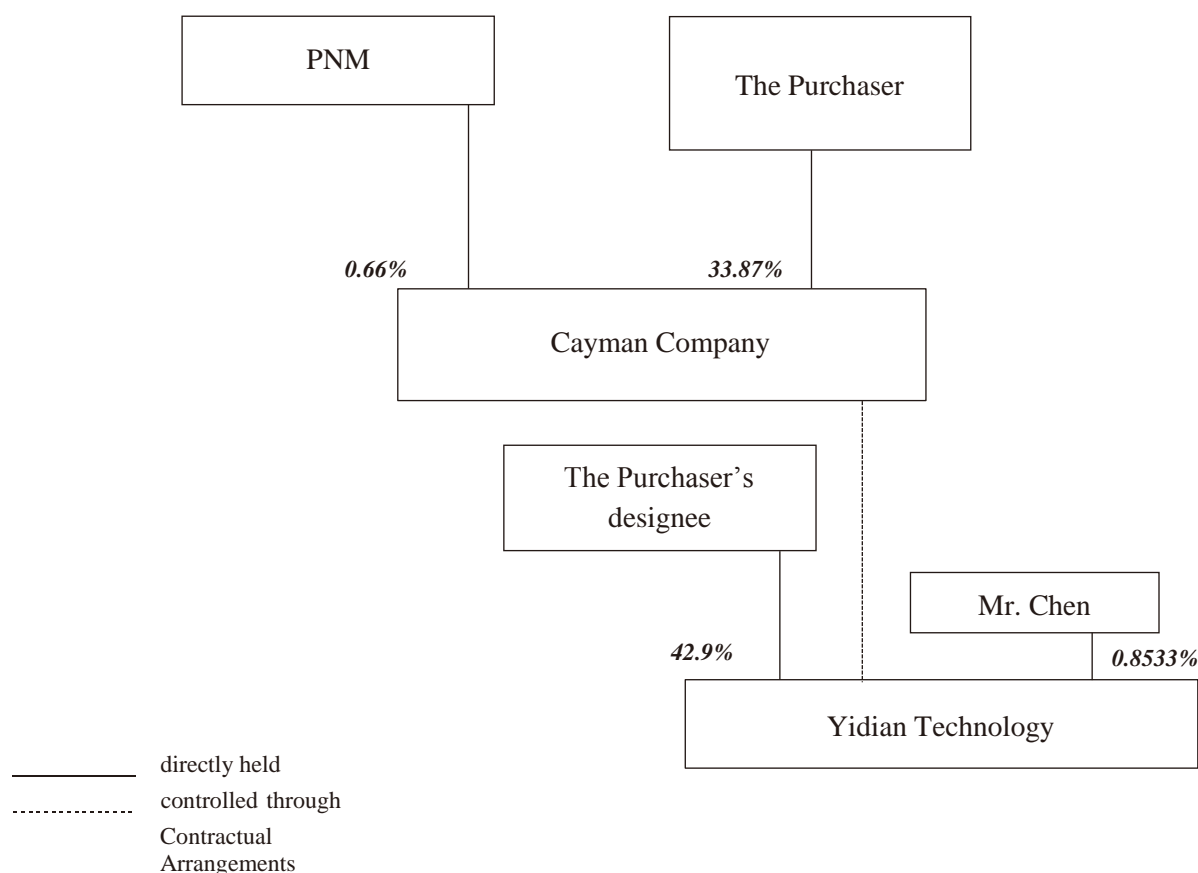 PNM
The Purchaser
0.66%
33.87%
Cayman Company
The Purchaser’s
designee
Mr. Chen
42.9%
0.8533%
Yidian Technology
directly held
controlled through
Contractual
Arrangements